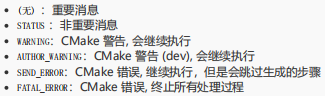 • (无): 重要消息
• STATUS : 非重要消息
• WARNING: CMake 警告, 会继续执行
• AUTHOR_WARNING: CMake 警告 (dev), 会继续执行
• SEND_ERROR: CMake 错误, 继续执行，但是会跳过生成的步骤
• FATAL_ERROR: CMake 错误, 终止所有处理过程